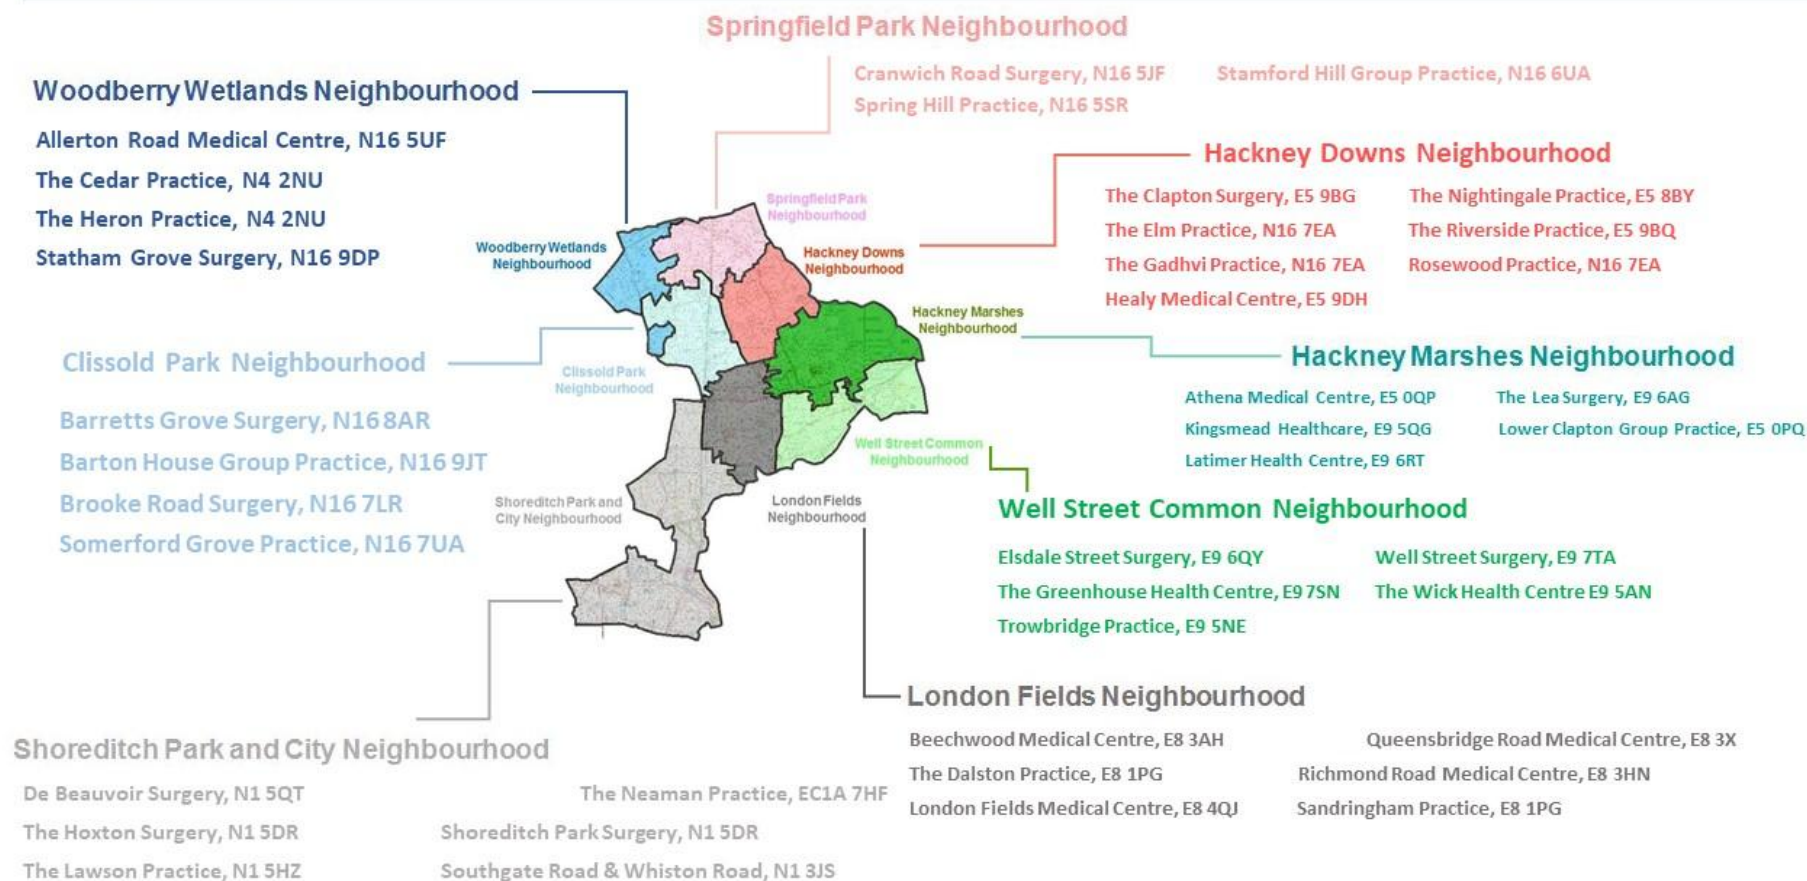 Springfield Park Neighbourhood
Cranwich Road Surgery, N16 5JF
Stamford Hill Group Practice, N16 6UA
Spring Hill Practice, N16 5SR
Woodberry Wetlands Neighbourhood
Allerton Road Medical Centre, N16 5UF
The Cedar Practice, N4 2NU
The Heron Practice, N4 2NU
Statham Grove Surgery, N16 9DP
Hackney Downs Neighbourhood
The Clapton Surgery, E5 9BG
The Nightingale Practice, E5 8BY
The Elm Practice, N16 7EA
The Riverside Practice, E5 9BQ
The Gadhvi Practice, N16 7EA
Rosewood Practice, N16 7EA
Healy Medical Centre, E5 9DH
Springfield Park
Neighbourhood
Woodberry Wetlands
Neighbourhood
Hackney Downs
Neighbourhood
Hackney Marshes
Neighbourhood
Clissold Park
Neighbourhood
Well Street Common
Neighbourhood
Shoreditch Park and
City Neighbourhood
London Fields
Neighbourhood
Clissold Park Neighbourhood
Barretts Grove Surgery, N16 8AR
Barton House Group Practice, N16 9JT
Brooke Road Surgery, N16 7LR
Somerford Grove Practice, N16 7UA
Hackney Marshes Neighbourhood
Athena Medical Centre, E5 0QP
The Lea Surgery, E9 6AG
Kingsmead Healthcare, E9 5QG
Lower Clapton Group Practice, E5 0PQ
Latimer Health Centre, E9 6RT
Well Street Common Neighbourhood
Elsdale Street Surgery, E9 6QY
Well Street Surgery, E9 7TA
The Greenhouse Health Centre, E9 7SN
The Wick Health Centre E9 5AN
Trowbridge Practice, E9 5NE
London Fields Neighbourhood
Beechwood Medical Centre, E8 3AH
Queensbridge Road Medical Centre, E8 3X
The Dalston Practice, E8 1PG
Richmond Road Medical Centre, E8 3HN
London Fields Medical Centre, E8 4QJ
Sandringham Practice, E8 1PG
Shoreditch Park and City Neighbourhood
De Beauvoir Surgery, N1 5QT
The Neaman Practice, EC1A 7HF
The Hoxton Surgery, N1 5DR
Shoreditch Park Surgery, N1 5DR
The Lawson Practice, N1 5HZ
Southgate Road & Whiston Road, N1 3JS